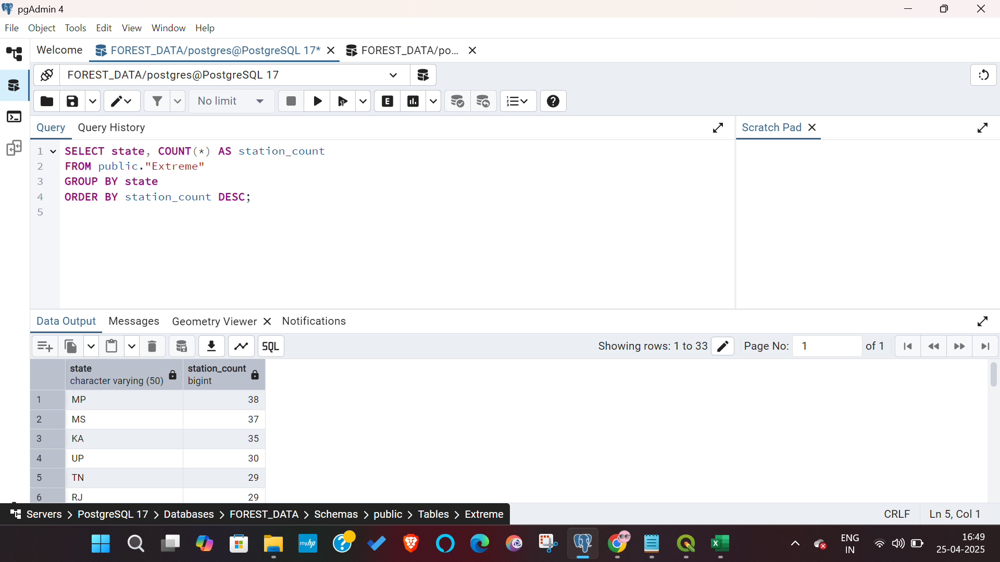 pgAdmin 4
File Object Tools Edit View Window Help
Welcome FOREST_DATA/postgres@PostgreSQL 17* FOREST_DATA/po...
FOREST_DATA/postgres@PostgreSQL 17
No limit E
Query Query History Scratch Pad
1 SELECT state, COUNT(*) AS station_count
2 FROM public."Extreme"
3 GROUP BY state
4 ORDER BY station_count DESC;
5
Data Output Messages Geometry Viewer Notifications
SQL Showing rows: 1 to 33 Page No: 1 of 1
state station_count
character varying (50) bigint
1 MP 38
2 MS 37
3 KA 35
4 UP 30
5 TN 29
6 RJ 29
Servers > PostgreSQL 17 > Databases > FOREST_DATA > Schemas > public > Tables > Extreme CRLF Ln 5, Col 1
myhp
ENG
IN
16:49
25-04-2025